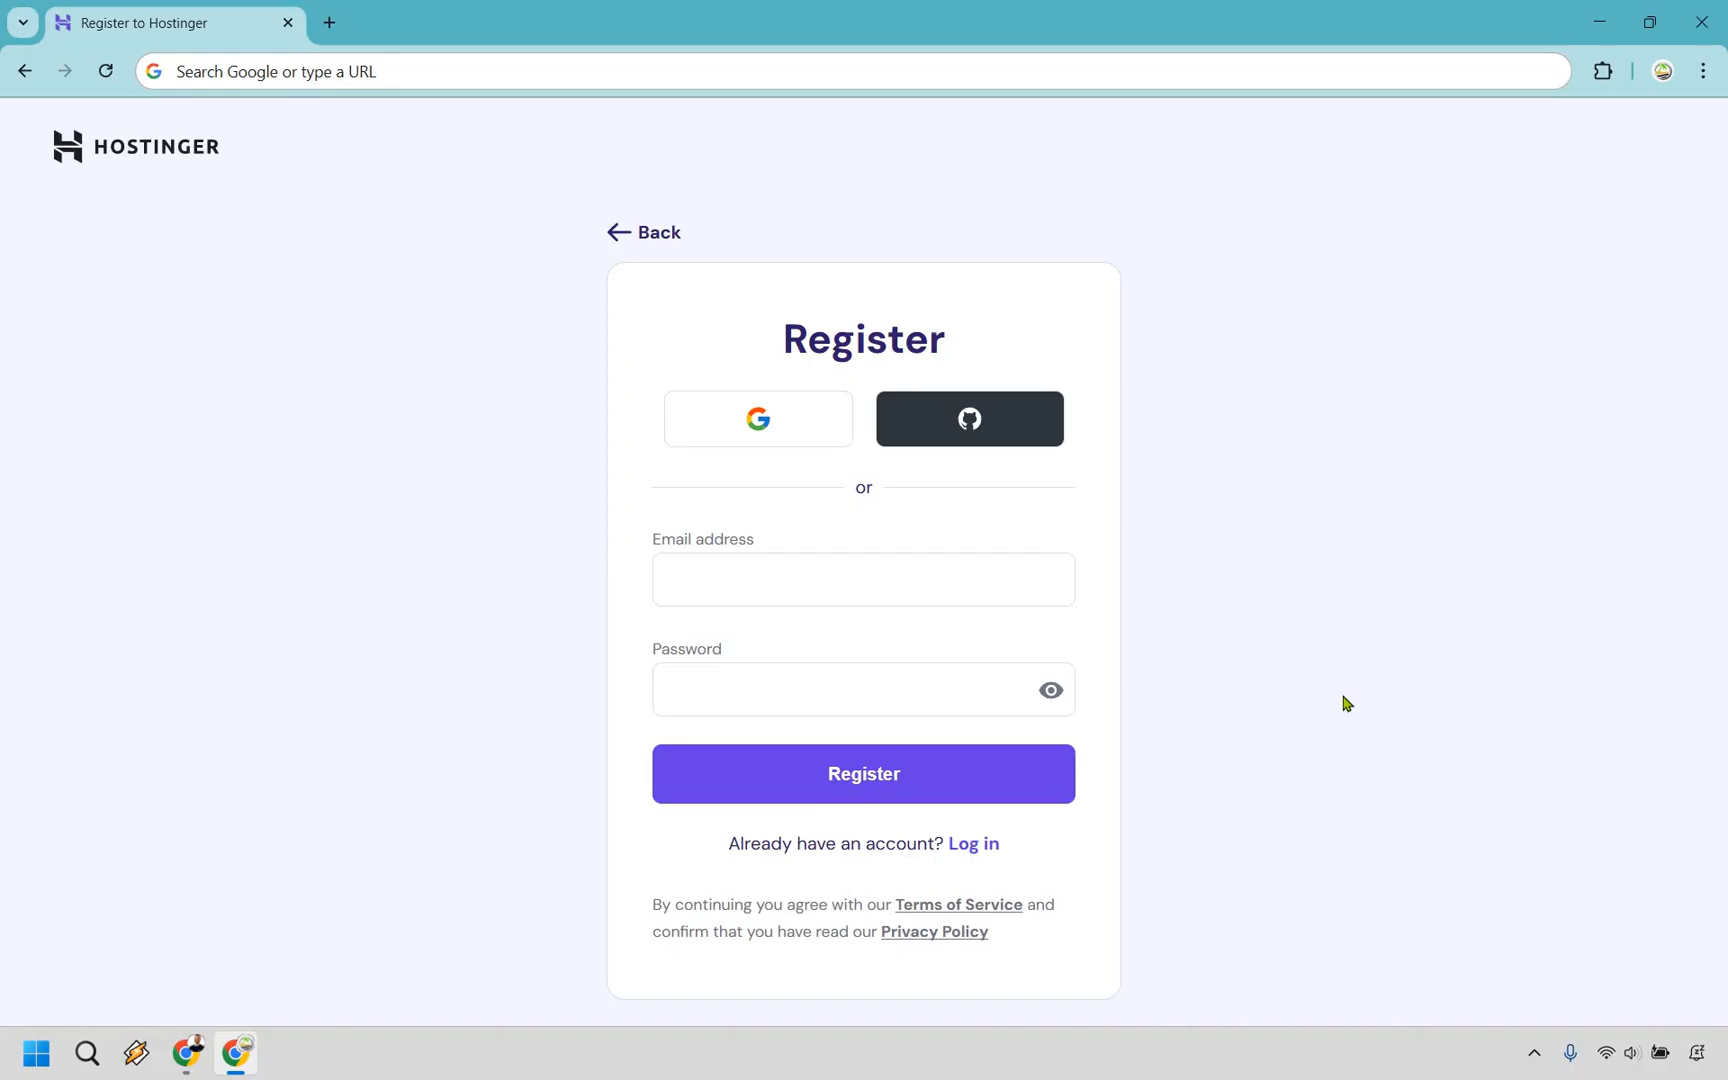 Register to Hostinger
Search Google or type a URL
HOSTINGER
Back
Register
or
Email address
Password
Register
Already have an account? Log in
By continuing you agree with our Terms of Service and
confirm that you have read our Privacy Policy